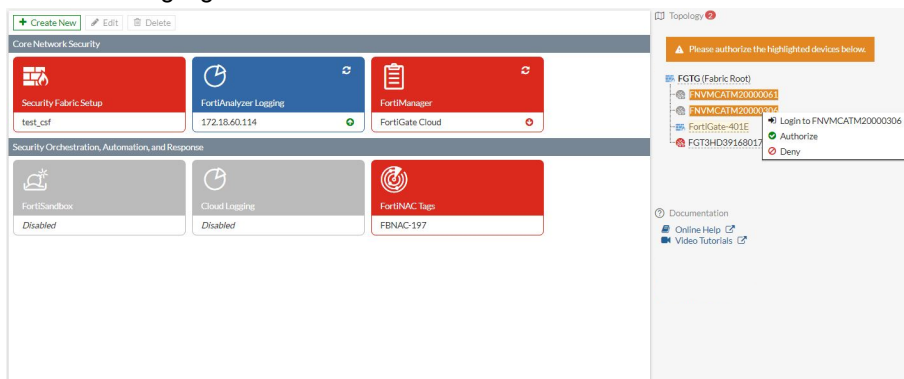 + Create New Edit Delete
Core Network Security
Security Fabric Setup
test_csf
FortiAnalyzer Logging
172.18.60.114
FortiManager
FortiGate Cloud
Security Orchestration, Automation, and Response
FortiSandbox
Disabled
Cloud Logging
Disabled
FortiNAC Tags
FBNAC-197
Topology 2
Please authorize the highlighted devices below.
FGTG (Fabric Root)
FNVMCATM20000061
FNVMCATM20000306
FortiGate-401E
FGT3HD39168017
Login to FNVMCATM20000306
Authorize
Deny
Documentation
Online Help
Video Tutorials